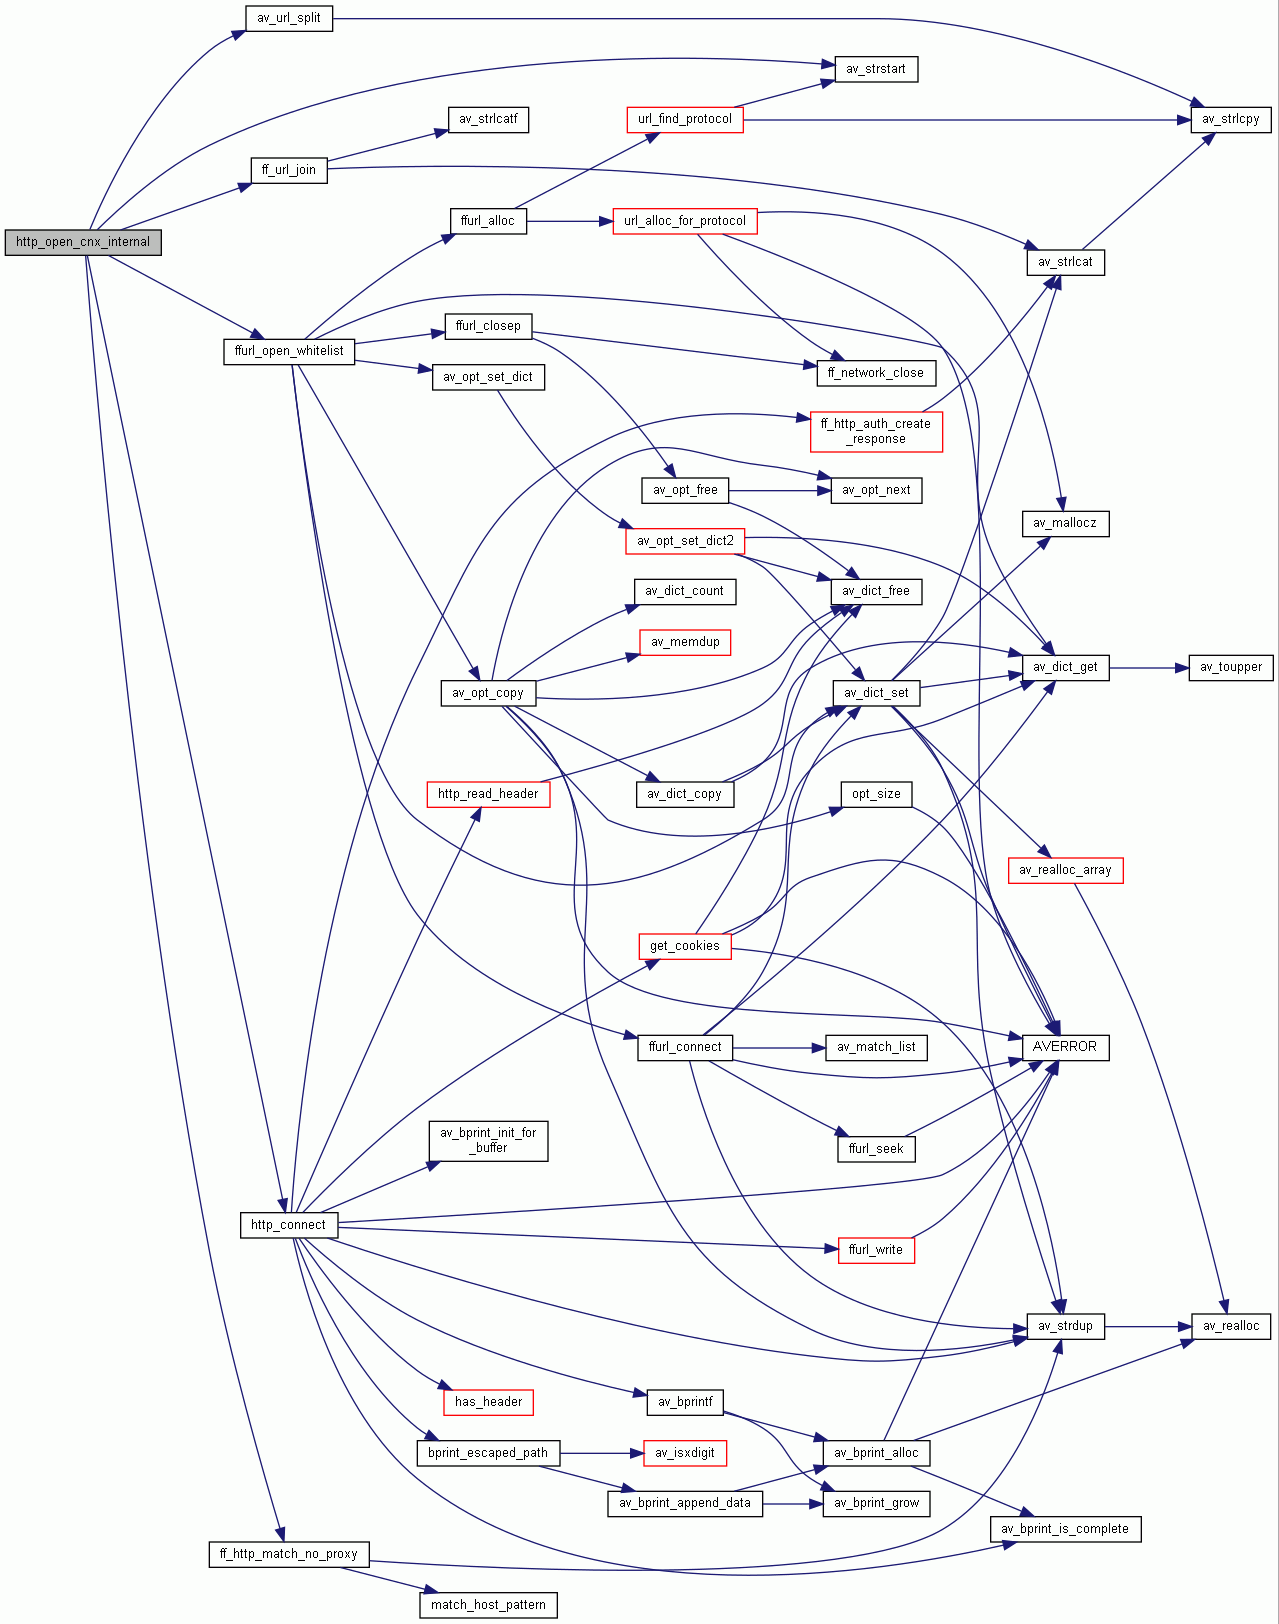 av_url_split
av_strstart
av_strlcatf
url_find_protocol
av_strlcpy
ff_url_join
ffurl_alloc
url_alloc_for_protocol
http_open_cnx_internal
av_strlcat
ffurl_closep
ffurl_open_whitelist
av_opt_set_dict
ff_network_close
ff_http_auth_create
_response
av_opt_free
av_opt_next
av_mallocz
av_opt_set_dict2
av_dict_count
av_dict_free
av_memdup
av_dict_get
av_toupper
av_opt_copy
av_dict_set
http_read_header
av_dict_copy
opt_size
av_realloc_array
get_cookies
ffurl_connect
av_match_list
AVERROR
av_bprint_init_for
_buffer
ffurl_seek
http_connect
ffurl_write
av_strdup
av_realloc
has_header
av_bprintf
bprint_escaped_path
av_isxdigit
av_bprint_alloc
av_bprint_append_data
av_bprint_grow
av_bprint_is_complete
ff_http_match_no_proxy
match_host_pattern